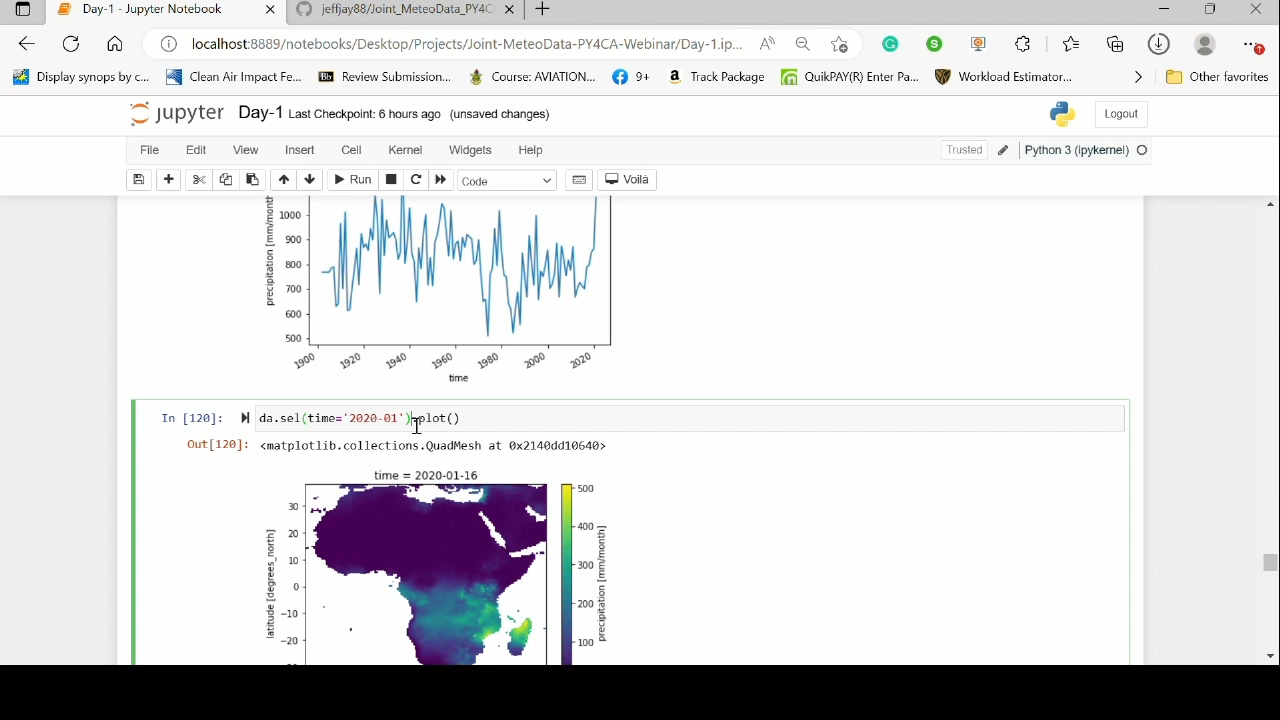 Day-1 - Jupyter Notebook
jeffjay88/Joint_MeteoData_PY4C
localhost:8889/notebooks/Desktop/Projects/Joint-MeteoData-PY4CA-Webinar/Day-1.ip...
Display synops by c...
Clean Air Impact Fe...
Bb Review Submission...
Course: AVIATION...
9+
a TrackPackage
QuikPAY(R) Enter Pa...
Workload Estimator...
Other favorites
jupyter Day-1 Last Checkpoint: 6 hours ago (unsaved changes)
Logout
File Edit View Insert Cell Kernel Widgets Help
Trusted
Python 3 (ipykernel)
Run
Code
Voilà
1000
900
800
700
600
500
precipitation [mm/month
1900 1920 1940 1960 1980 2000 2020
time
In [120]: da.sel(time='2020-01').plot()
Out[120]: <matplotlib.collections.QuadMesh at 0x2140dd10640>
time = 2020-01-16
30
20
10
0
−10
−20
latitude [degrees_north]
500
400
300
200
100
precipitation [mm/month]